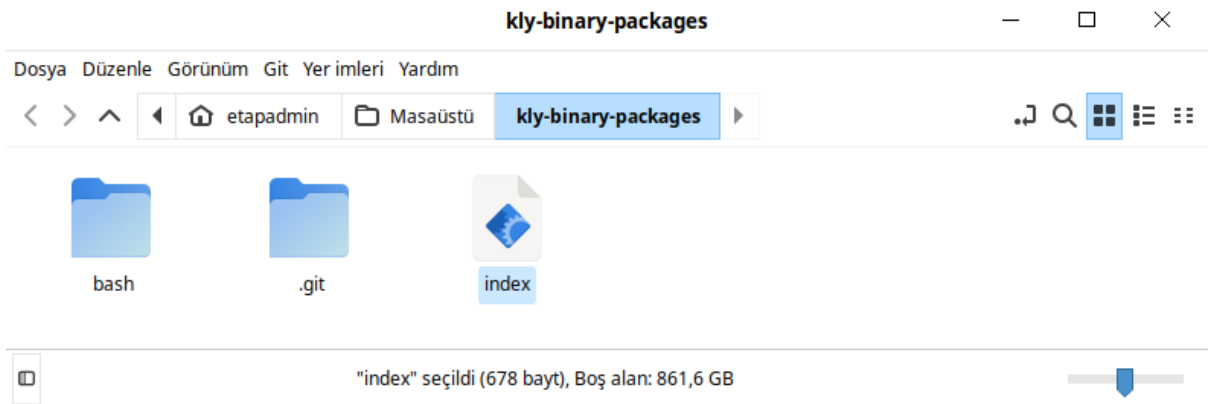 kly-binary-packages
Dosya Düzenle Görünüm Git Yer imleri Yardım
etapadmin Masaüstü kly-binary-packages
bash .git index
"index" seçildi (678 bayt), Boş alan: 861,6 GB